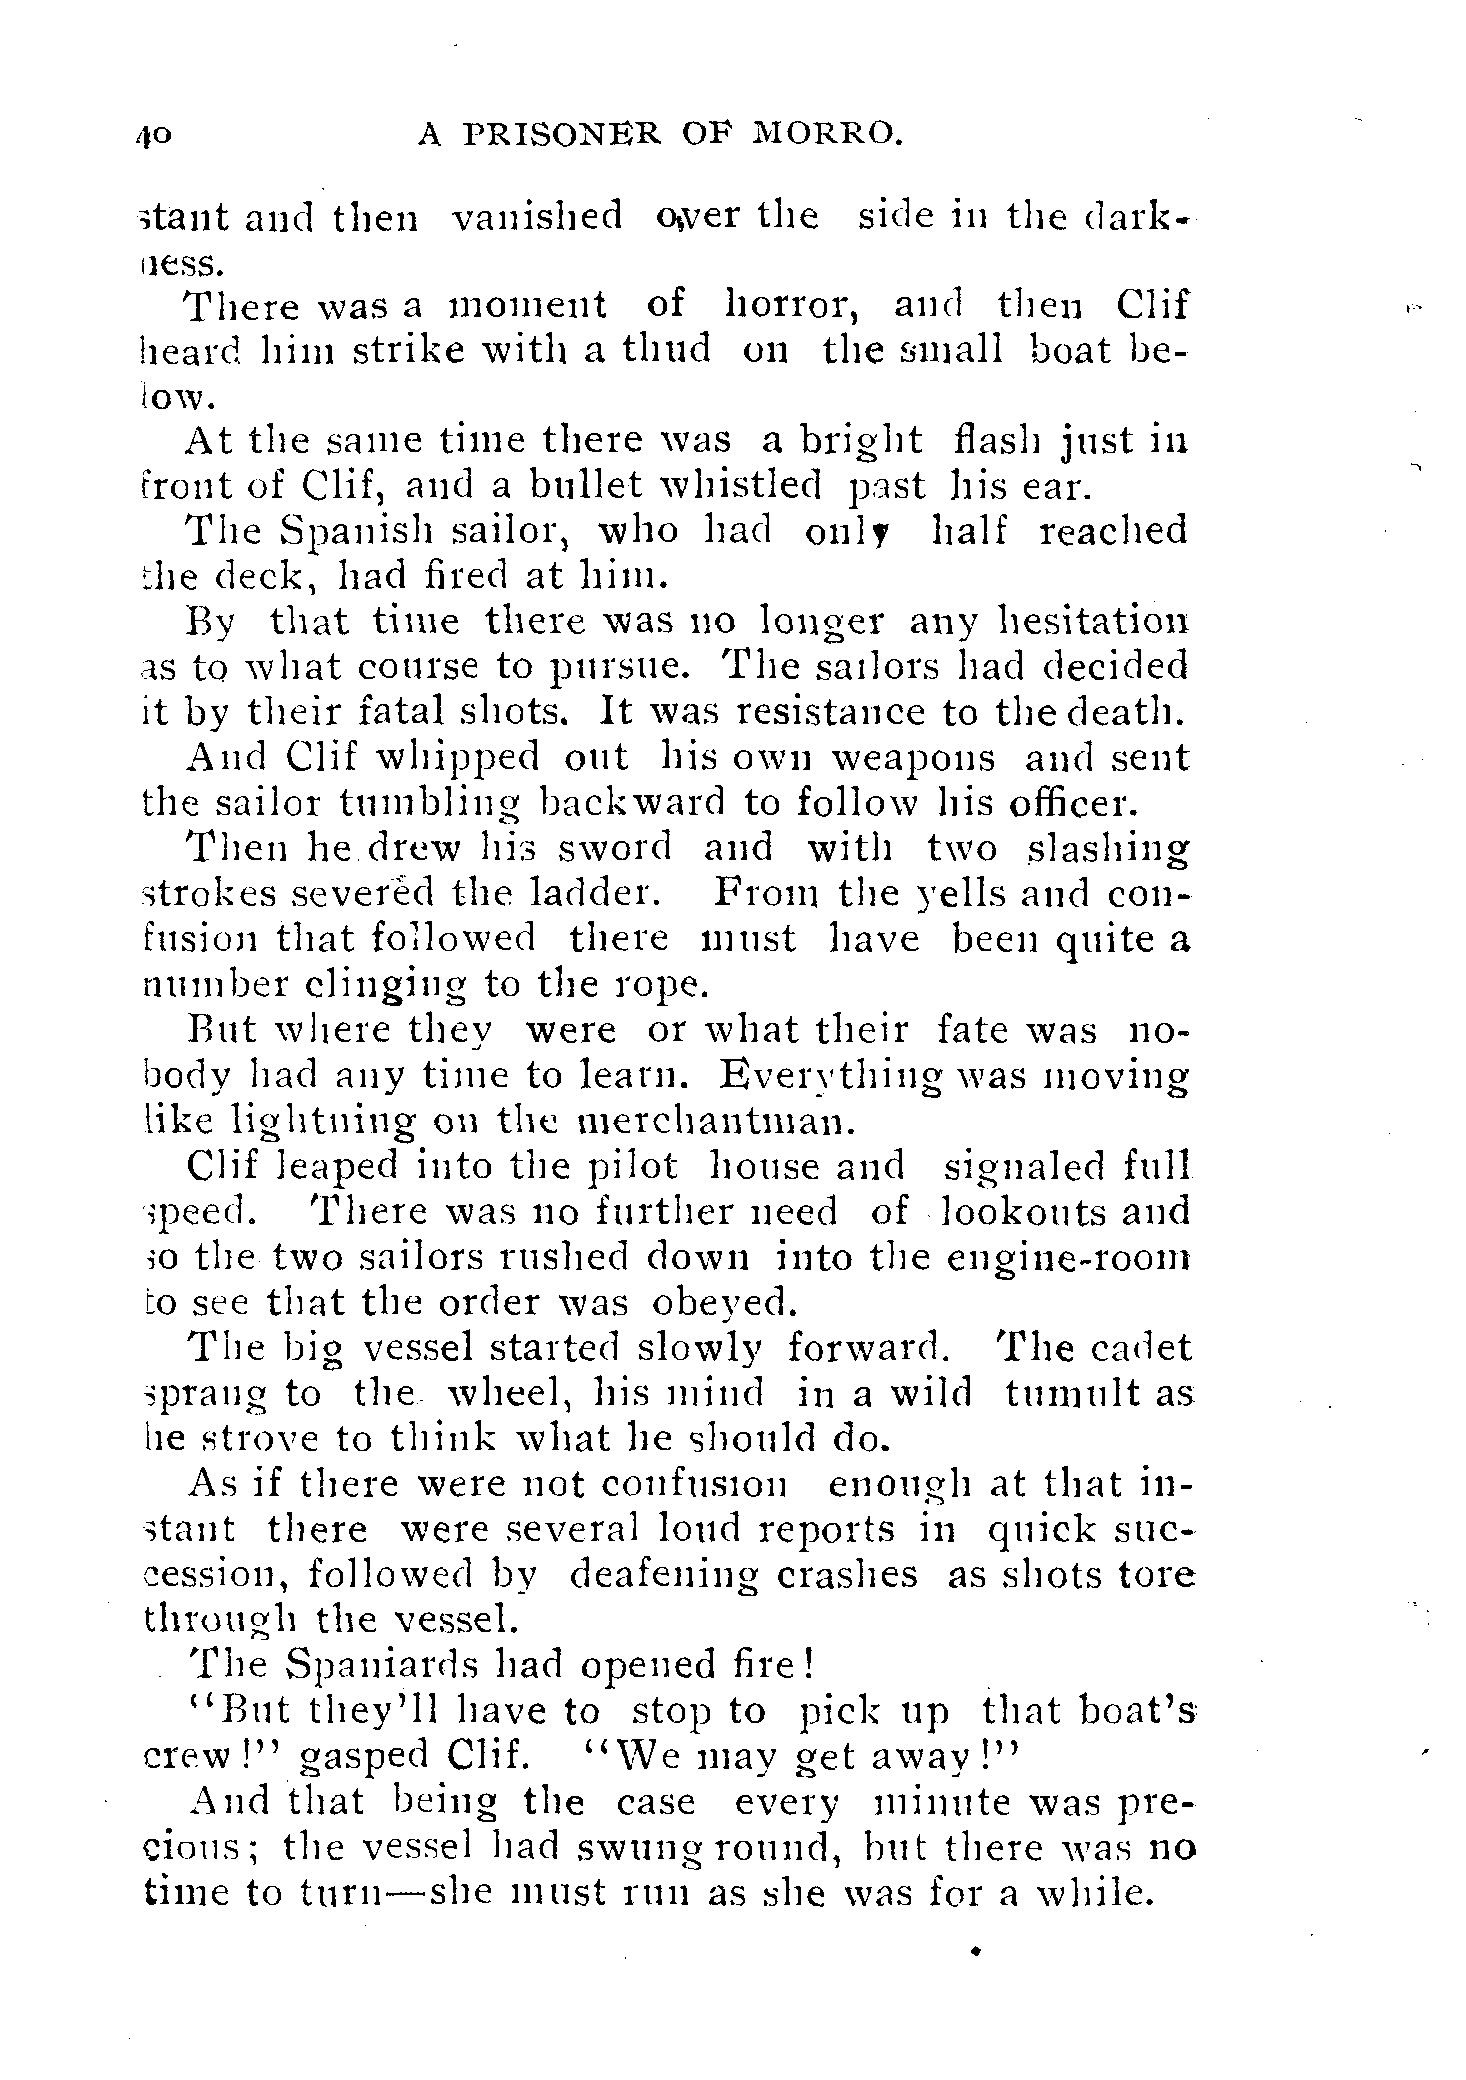 40 A PRISONER OF MORRO.
stant and then vanished over the side in the dark-
ness.
There was a moment of horror, and then Clif
heard him strike with a thud on the small boat be-
low.
At the same time there was a bright flash just in
front of Clif, and a bullet whistled past his ear.
The Spanish sailor, who had only half reached
the deck, had fired at him.
By that time there was no longer any hesitation
as to what course to pursue. The sailors had decided
it by their fatal shots. It was resistance to the death.
And Clif whipped out his own weapons and sent
the sailor tumbling backward to follow his officer.
Then he drew his sword and with two slashing
strokes severed the ladder. From the yells and con-
fusion that followed there must have been quite a
number clinging to the rope.
But where they were or what their fate was no-
body had any time to learn. Everything was moving
like lightning on the merchantman.
Clif leaped into the pilot house and signaled full
speed. There was no further need of lookouts and
so the two sailors rushed down into the engine-room
to see that the order was obeyed.
The big vessel started slowly forward. The cadet
sprang to the wheel, his mind in a wild tumult as
he strove to think what he should do.
As if there were not confusion enough at that in-
stant there were several loud reports in quick suc-
cession, followed by deafening crashes as shots tore
through the vessel.
The Spaniards had opened fire!
"But they'll have to stop to pick up that boat's
crew!" gasped Clif. "We may get away!"
And that being the case every minute was pre-
cious; the vessel had swung round, but there was no
time to turn—she must run as she was for a while.